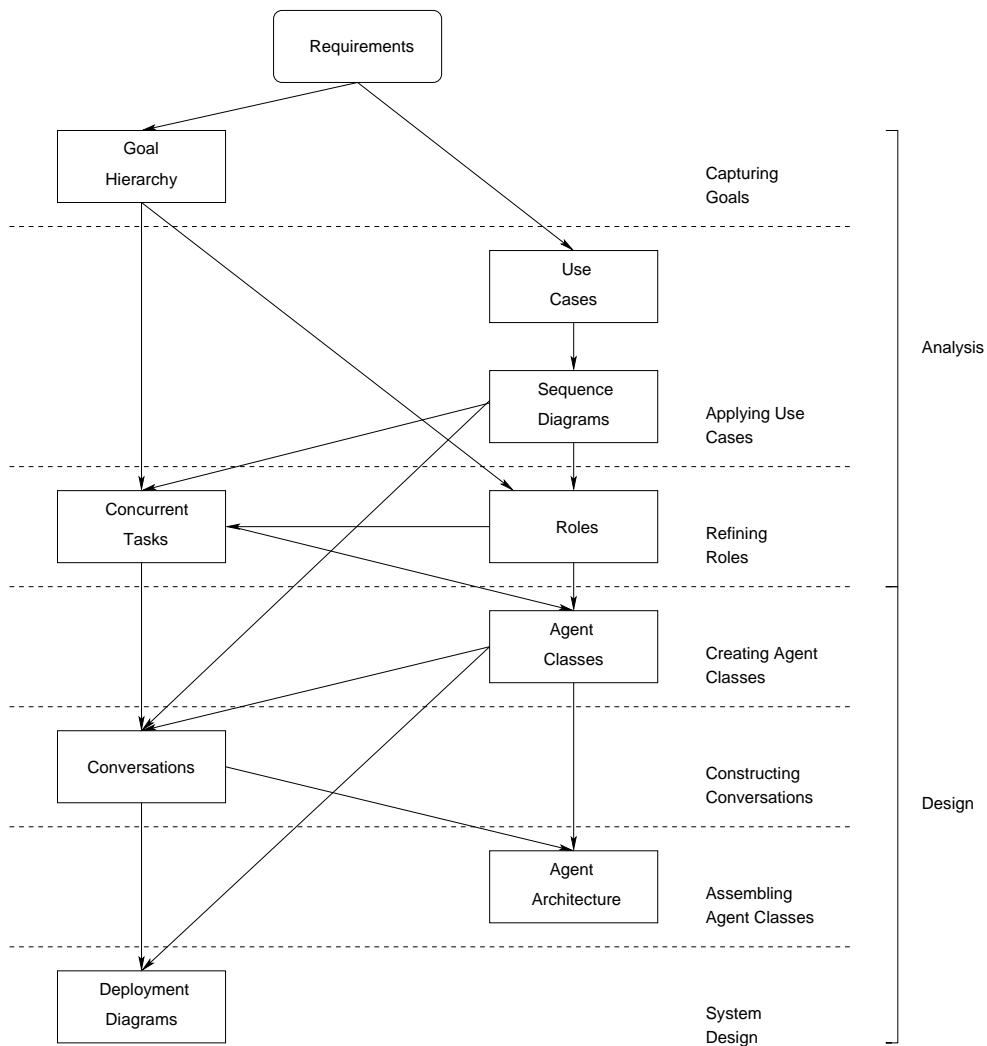 Requirements
Goal
Hierarchy
Capturing
Goals
Use
Cases
Analysis
Sequence
Diagrams
Applying Use
Cases
Concurrent
Tasks
Roles
Refining
Roles
Agent
Classes
Creating Agent
Classes
Conversations
Constructing
Conversations
Design
Agent
Architecture
Assembling
Agent Classes
Deployment
Diagrams
System
Design